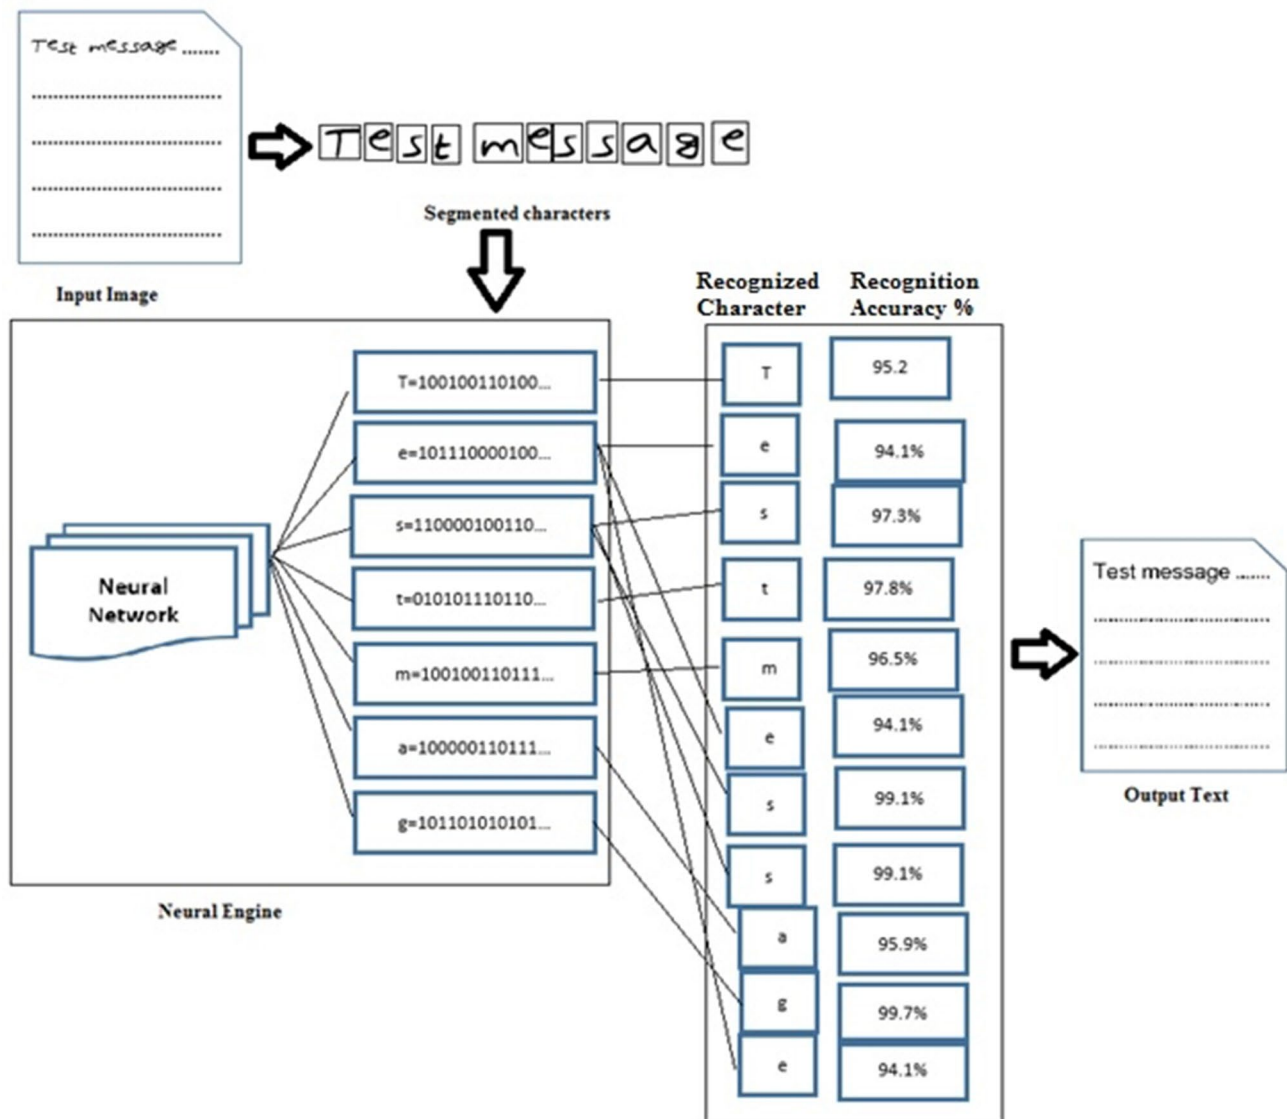 Test message .......
Test message
Segmented characters
Input Image
Recognized Character
Recognition Accuracy %
T=100100110100...
e=101110000100...
s=110000100110...
t=010101110110...
m=100100110111...
a=100000110111...
g=101101010101...
Neural Network
Neural Engine
T 95.2
e 94.1%
s 97.3%
t 97.8%
m 96.5%
e 94.1%
s 99.1%
s 99.1%
a 95.9%
g 99.7%
e 94.1%
Test message .......
Output Text